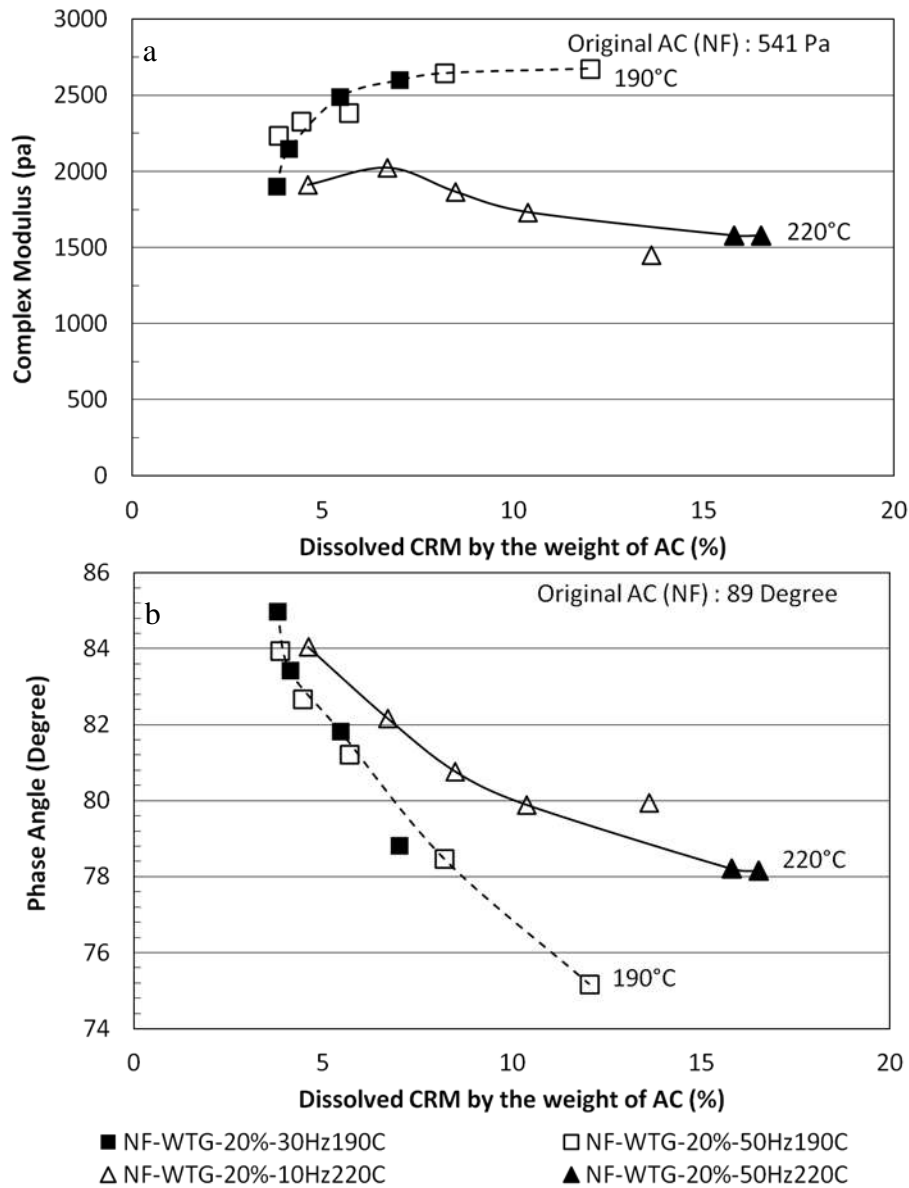 a
Original AC (NF) : 541 Pa
190°C
220°C
3000
2500
2000
1500
1000
500
0
Complex Modulus (pa)
0 5 10 15 20
Dissolved CRM by the weight of AC (%)
b
Original AC (NF) : 89 Degree
220°C
190°C
86
84
82
80
78
76
74
Phase Angle (Degree)
0 5 10 15 20
Dissolved CRM by the weight of AC (%)
NF-WTG-20%-30Hz190C NF-WTG-20%-50Hz190C
NF-WTG-20%-10Hz220C NF-WTG-20%-50Hz220C